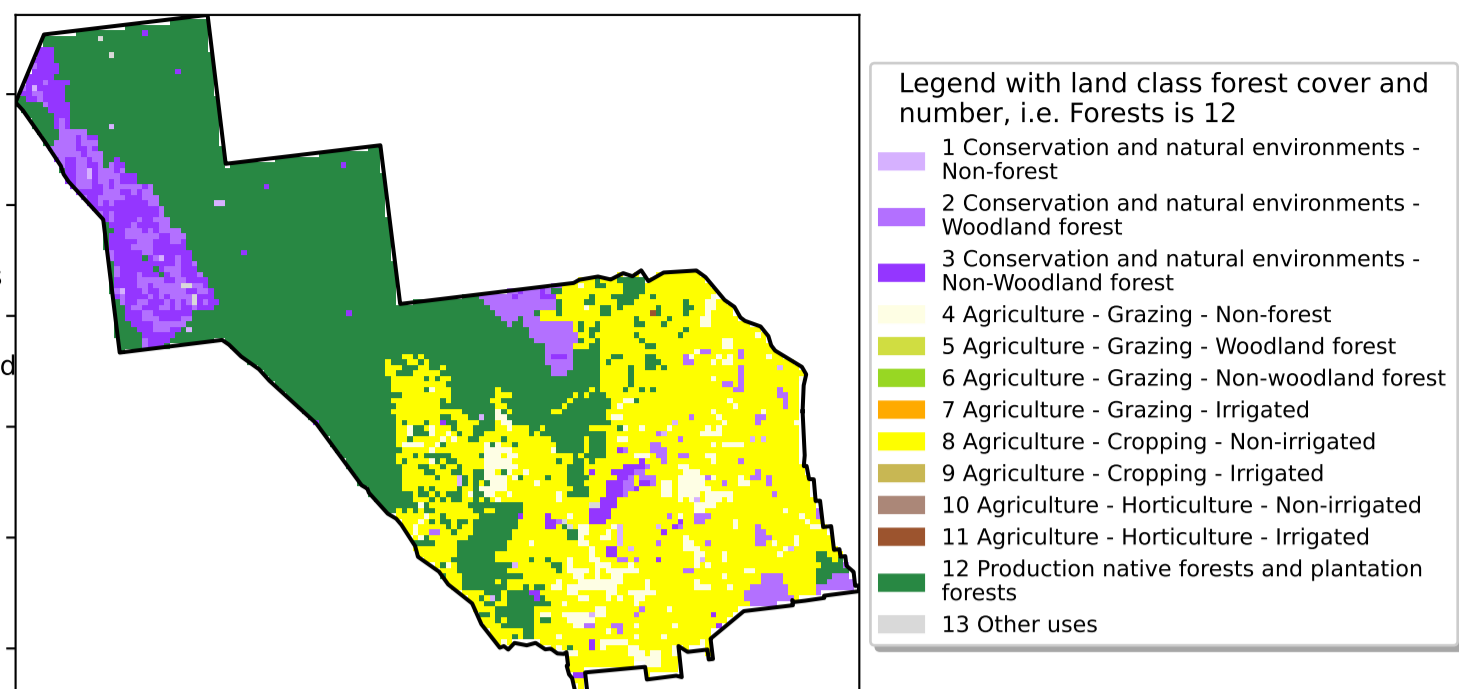 Legend with land class forest cover and
number, i.e. Forests is 12
1 Conservation and natural environments -
Non-forest
2 Conservation and natural environments -
Woodland forest
3 Conservation and natural environments -
Non-Woodland forest
4 Agriculture - Grazing - Non-forest
5 Agriculture - Grazing - Woodland forest
6 Agriculture - Grazing - Non-woodland forest
7 Agriculture - Grazing - Irrigated
8 Agriculture - Cropping - Non-irrigated
9 Agriculture - Cropping - Irrigated
10 Agriculture - Horticulture - Non-irrigated
11 Agriculture - Horticulture - Irrigated
12 Production native forests and plantation
forests
13 Other uses